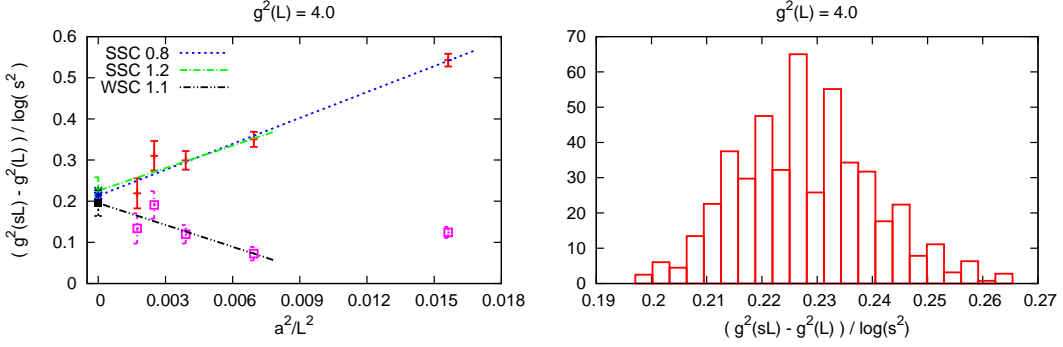 g²(L) = 4.0
( g²(sL) - g²(L) ) / log( s² )
0.6
0.5
0.4
0.3
0.2
0.1
0
SSC 0.8
SSC 1.2
WSC 1.1
0 0.003 0.006 0.009 0.012 0.015 0.018
a²/L²
g²(L) = 4.0
70
60
50
40
30
20
10
0
0.19 0.2 0.21 0.22 0.23 0.24 0.25 0.26 0.27
( g²(sL) - g²(L) ) / log(s²)